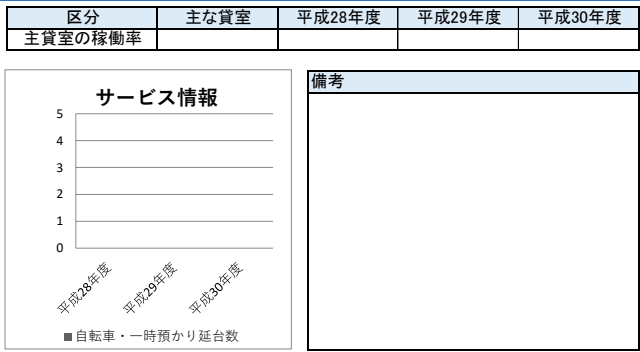 区分 主な貸室 平成28年度 平成29年度 平成30年度
主貸室の稼働率
サービス情報
5
4
3
2
1
0
平成28年度 平成29年度 平成30年度
■自転車・一時預かり延台数
備考